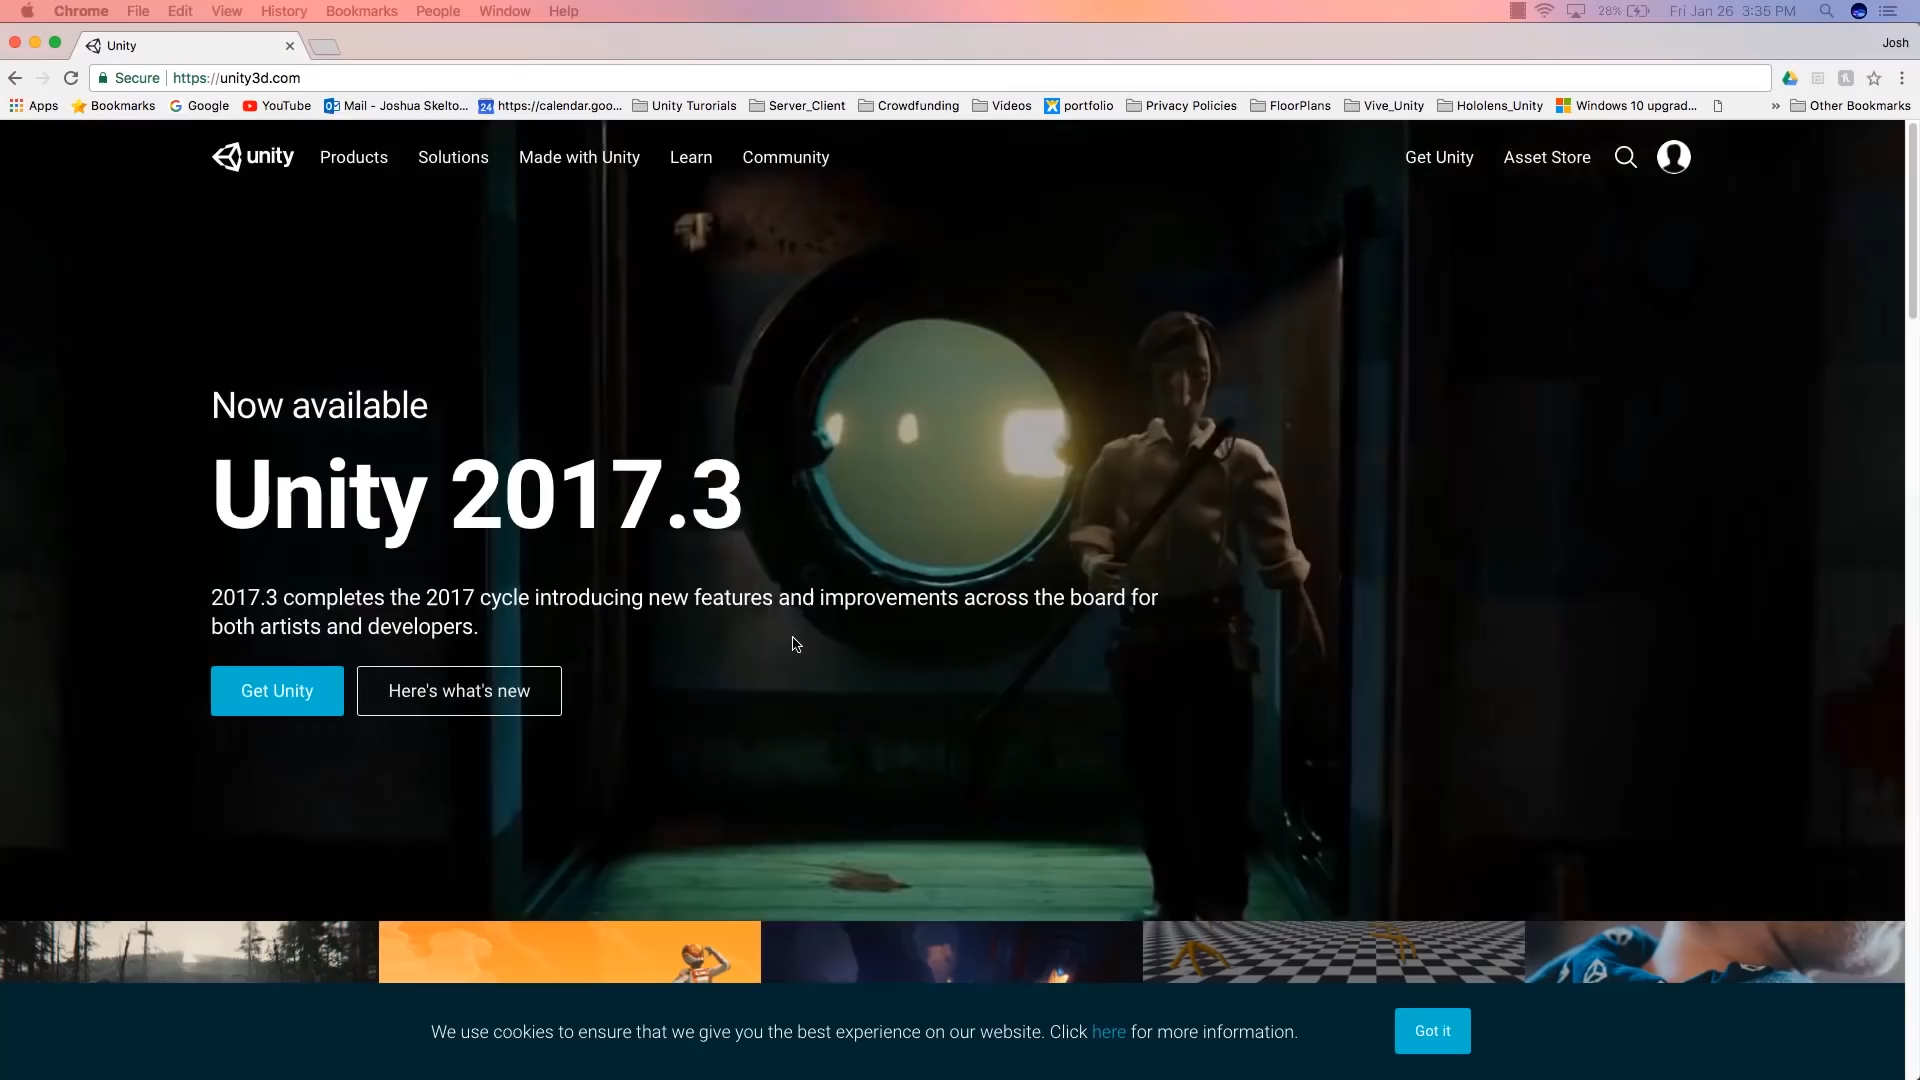 Chrome File Edit View History Bookmarks People Window Help 28% Fri Jan 26 3:35 PM
Unity Josh
Secure https://unity3d.com
Apps Bookmarks Google YouTube Mail - Joshua Skelto... 24 https://calendar.goo... Unity Turorials Server_Client Crowdfunding Videos portfolio Privacy Policies FloorPlans Vive_Unity Hololens_Unity Windows 10 upgrad... » Other Bookmarks
unity Products Solutions Made with Unity Learn Community Get Unity Asset Store
Now available
Unity 2017.3
2017.3 completes the 2017 cycle introducing new features and improvements across the board for
both artists and developers.
Get Unity Here's what's new
We use cookies to ensure that we give you the best experience on our website. Click here for more information. Got it